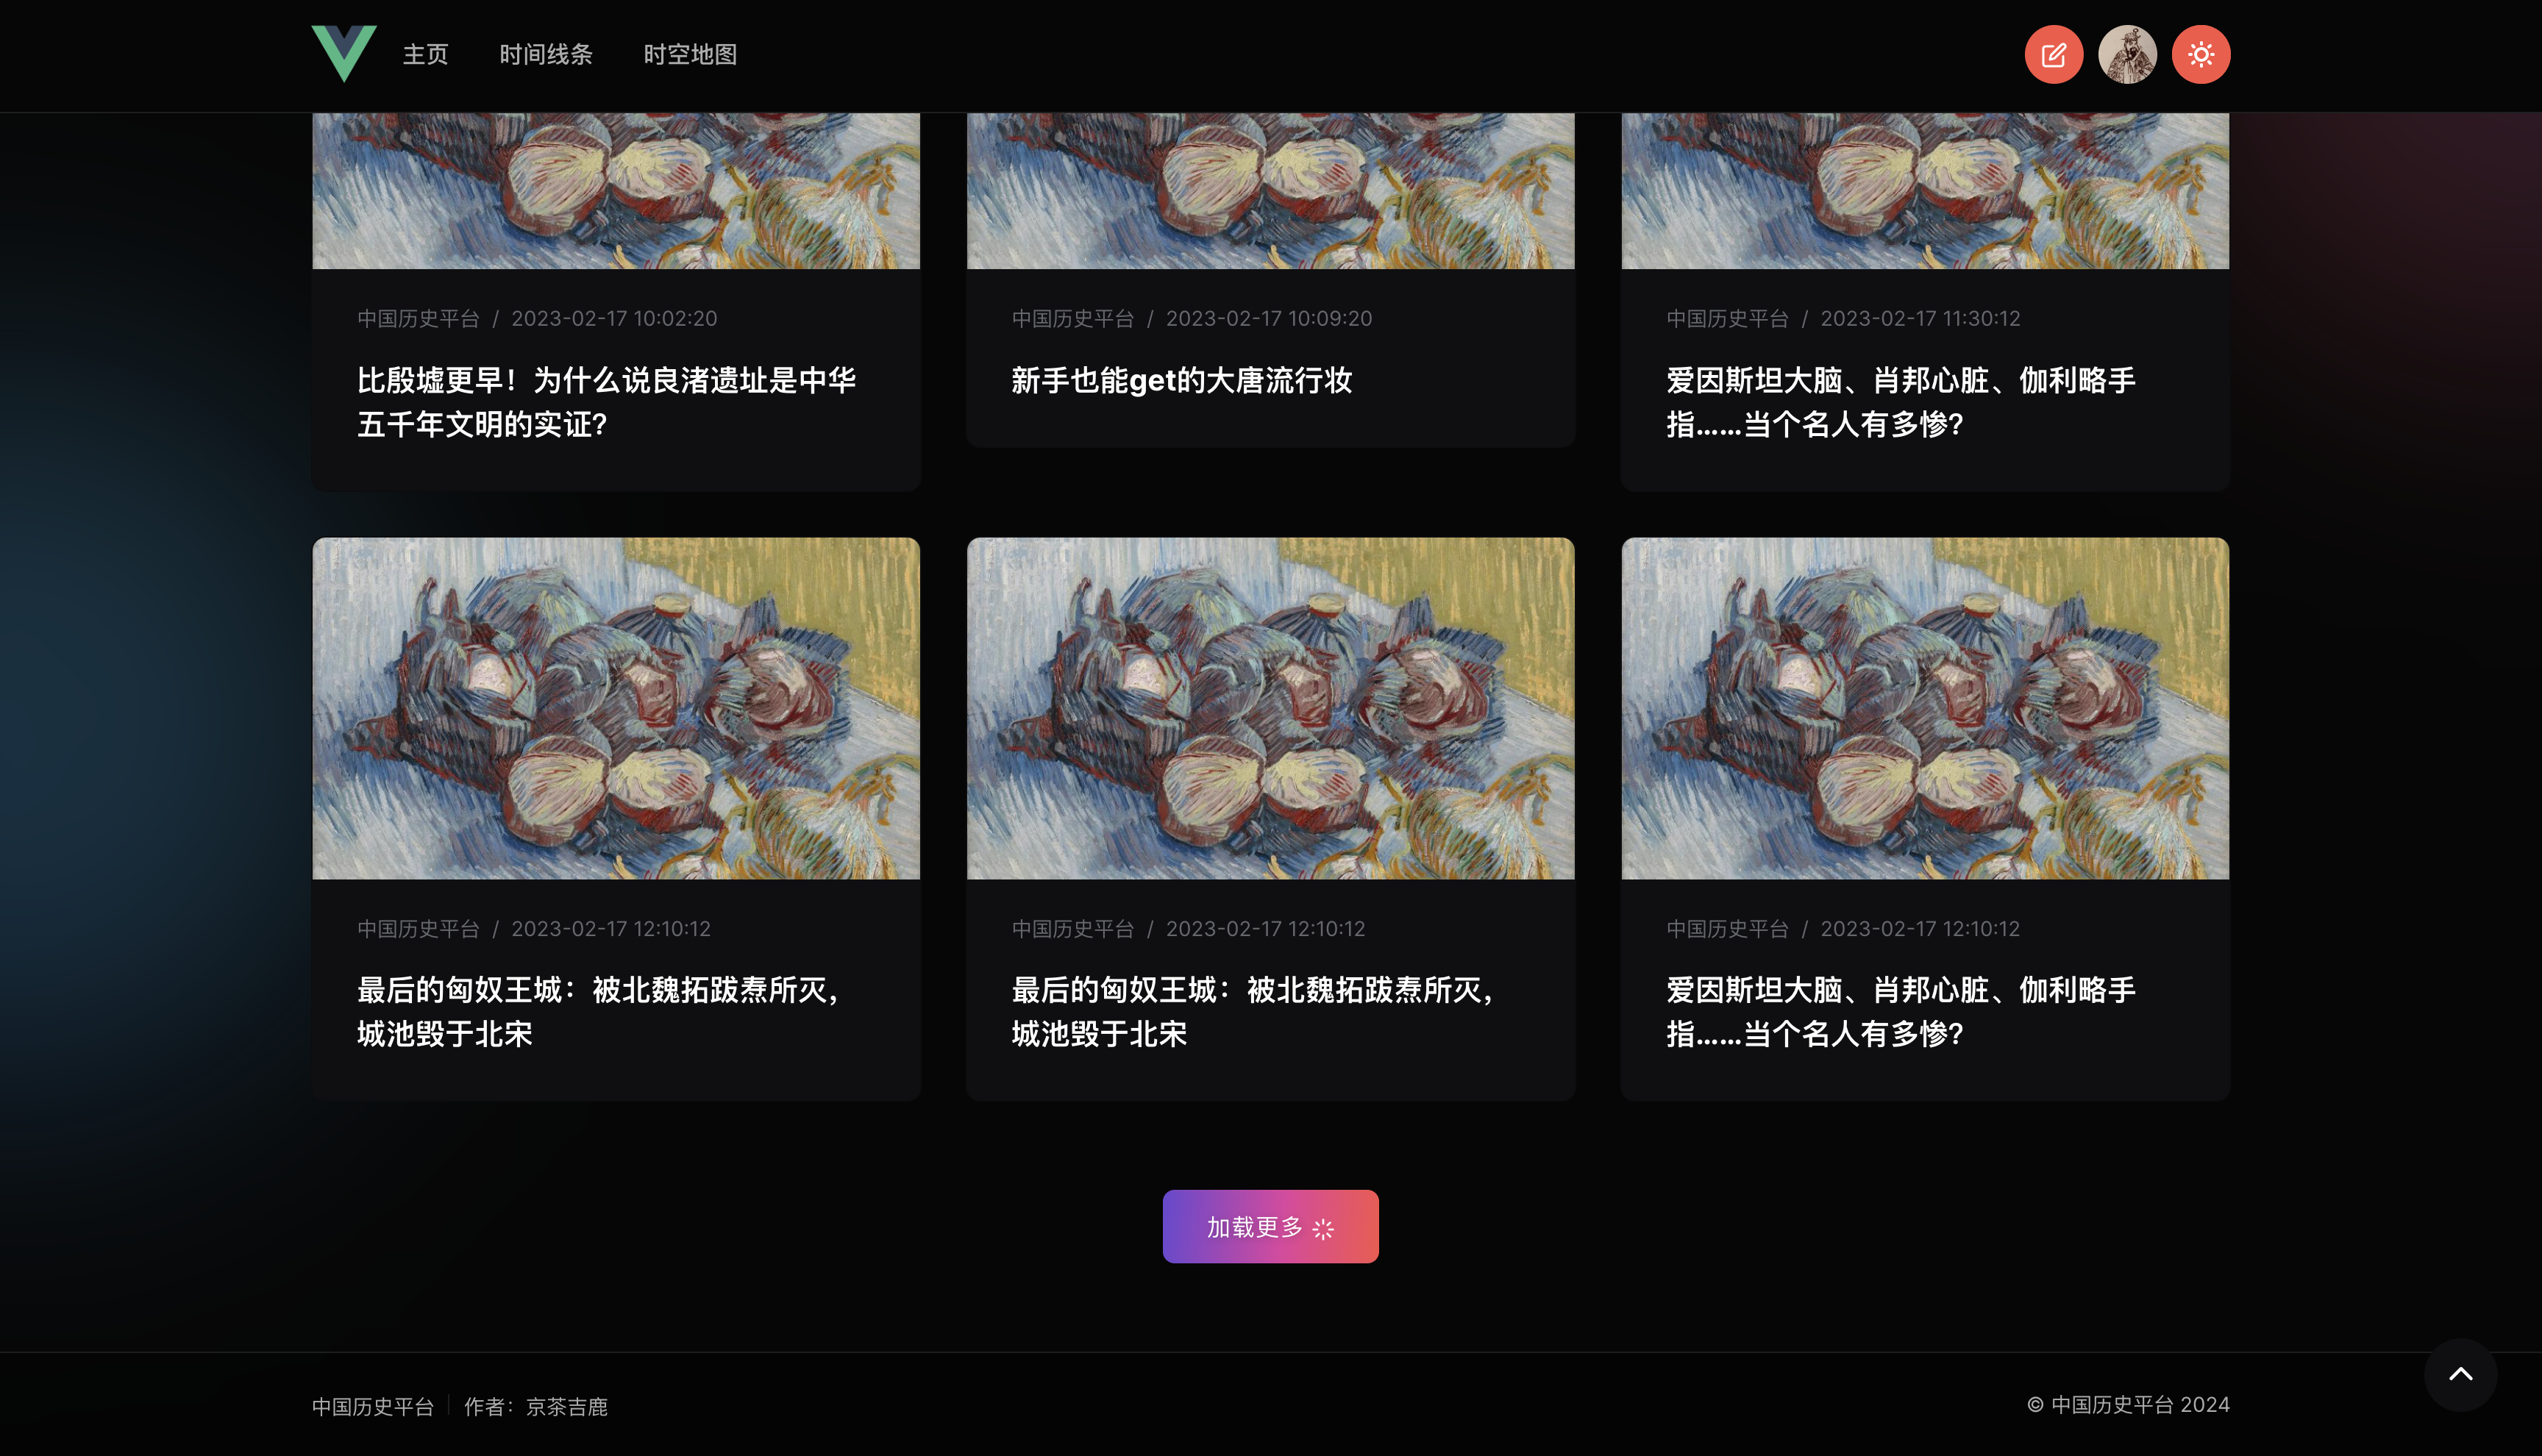 主页
时间线条
时空地图
中国历史平台 / 2023-02-17 10:02:20
比殷墟更早！为什么说良渚遗址是中华
五千年文明的实证?
中国历史平台 / 2023-02-17 10:09:20
新手也能get的大唐流行妆
中国历史平台 / 2023-02-17 11:30:12
爱因斯坦大脑、肖邦心脏、伽利略手
指……当个名人有多惨?
中国历史平台 / 2023-02-17 12:10:12
最后的匈奴王城：被北魏拓跋焘所灭，
城池毁于北宋
中国历史平台 / 2023-02-17 12:10:12
最后的匈奴王城：被北魏拓跋焘所灭，
城池毁于北宋
中国历史平台 / 2023-02-17 12:10:12
爱因斯坦大脑、肖邦心脏、伽利略手
指……当个名人有多惨?
加载更多
中国历史平台 | 作者：京茶吉鹿
© 中国历史平台 2024